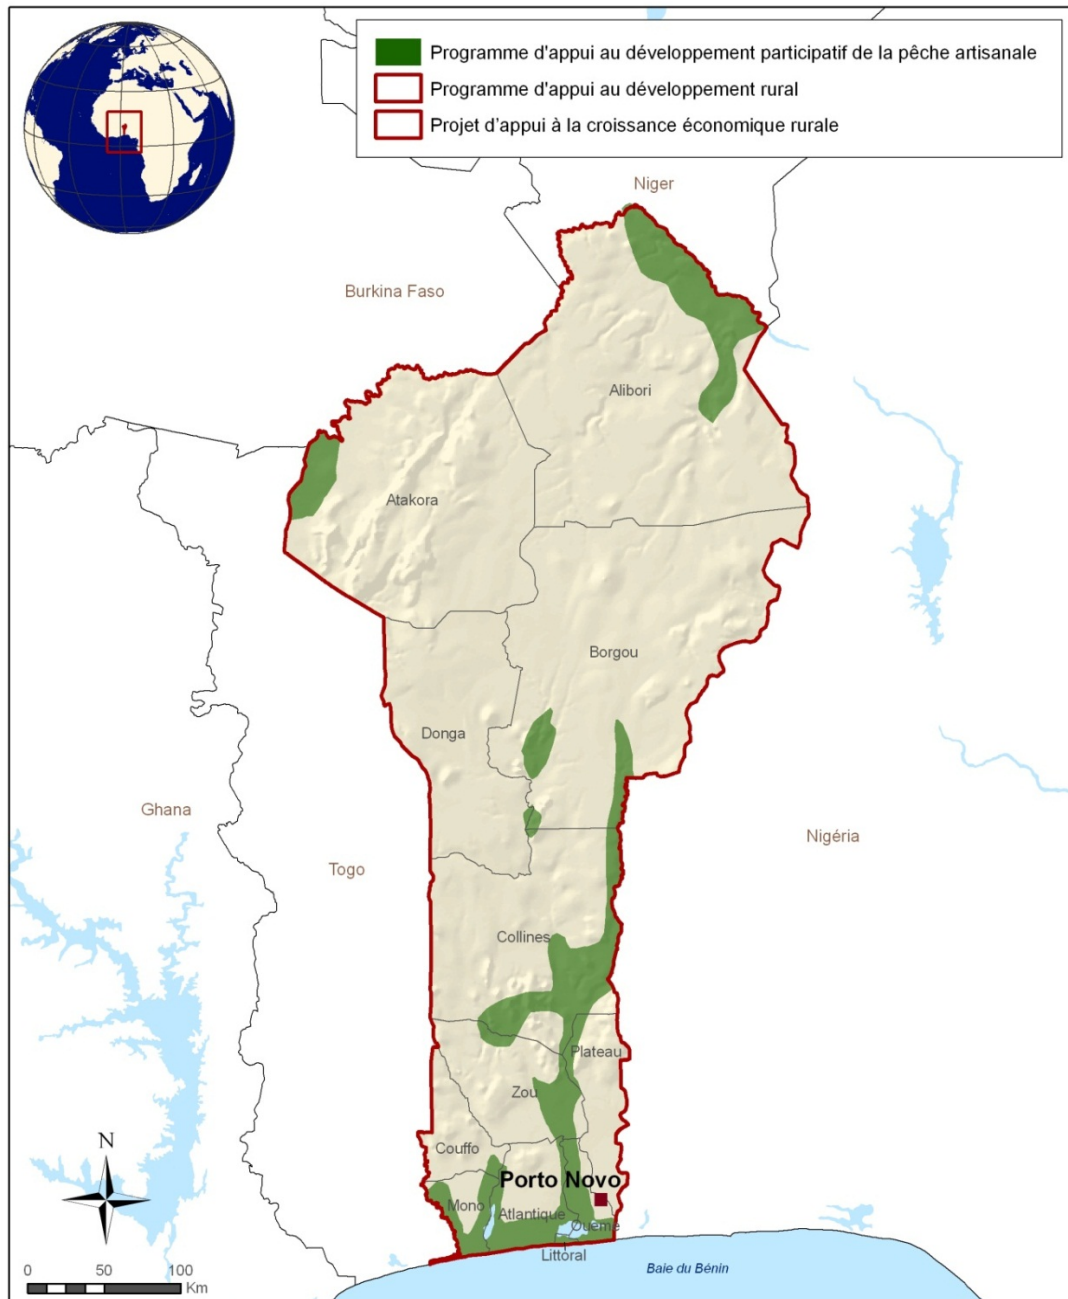 Programme d'appui au développement participatif de la pêche artisanale
Programme d'appui au développement rural
Projet d'appui à la croissance économique rurale
Niger
Burkina Faso
Alibori
Atakora
Borgou
Donga
Ghana
Nigéria
Togo
Collines
Plateau
Zou
N
Couffo
Porto Novo
Mono
Atlantique
Ouémé
Littoral
Baie du Bénin
0 50 100
Km